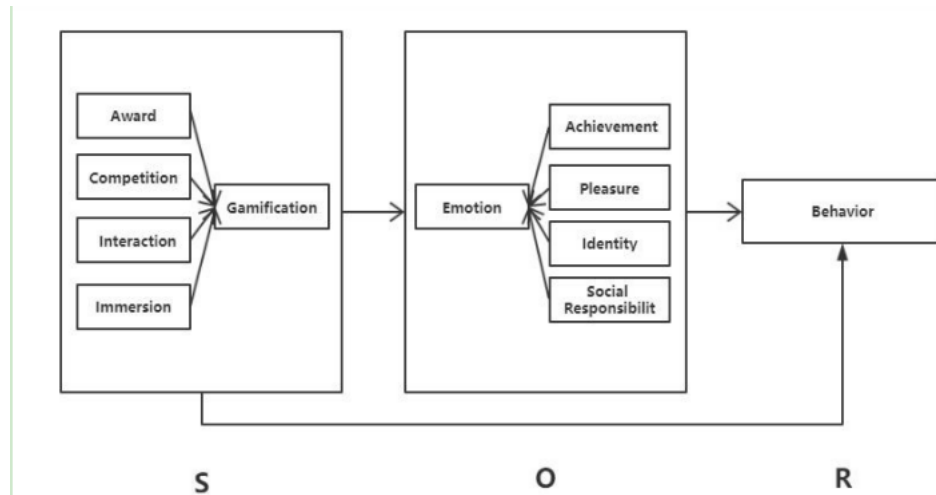 Award
Competition
Interaction
Immersion
Gamification
Emotion
Achievement
Pleasure
Identity
Social
Responsibilit
Behavior
S
O
R